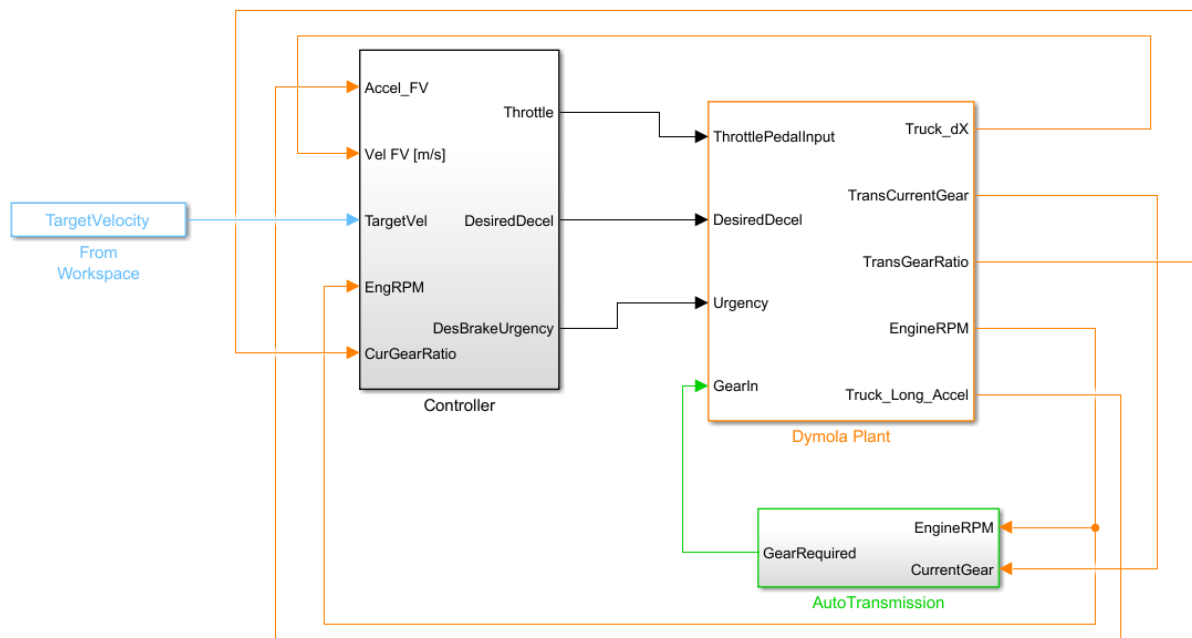 TargetVelocity
From
Workspace
Accel_FV
Vel FV [m/s]
TargetVel
EngRPM
CurGearRatio
Throttle
DesiredDecel
DesBrakeUrgency
Controller
ThrottlePedalInput
DesiredDecel
Urgency
GearIn
Truck_dX
TransCurrentGear
TransGearRatio
EngineRPM
Truck_Long_Accel
Dymola Plant
GearRequired
EngineRPM
CurrentGear
AutoTransmission